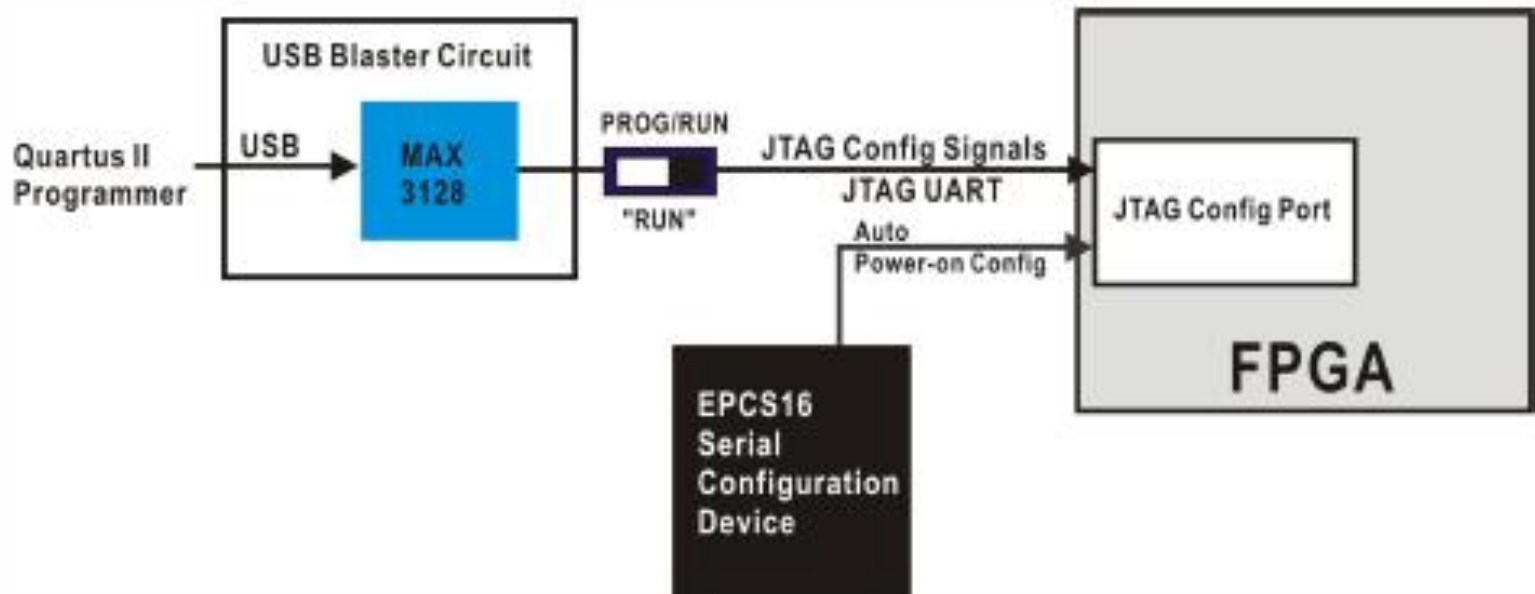 USB Blaster Circuit
Quartus II
Programmer
USB
MAX
3128
PROG/RUN
"RUN"
JTAG Config Signals
JTAG UART
Auto
Power-on Config
JTAG Config Port
FPGA
EPCS16
Serial
Configuration
Device